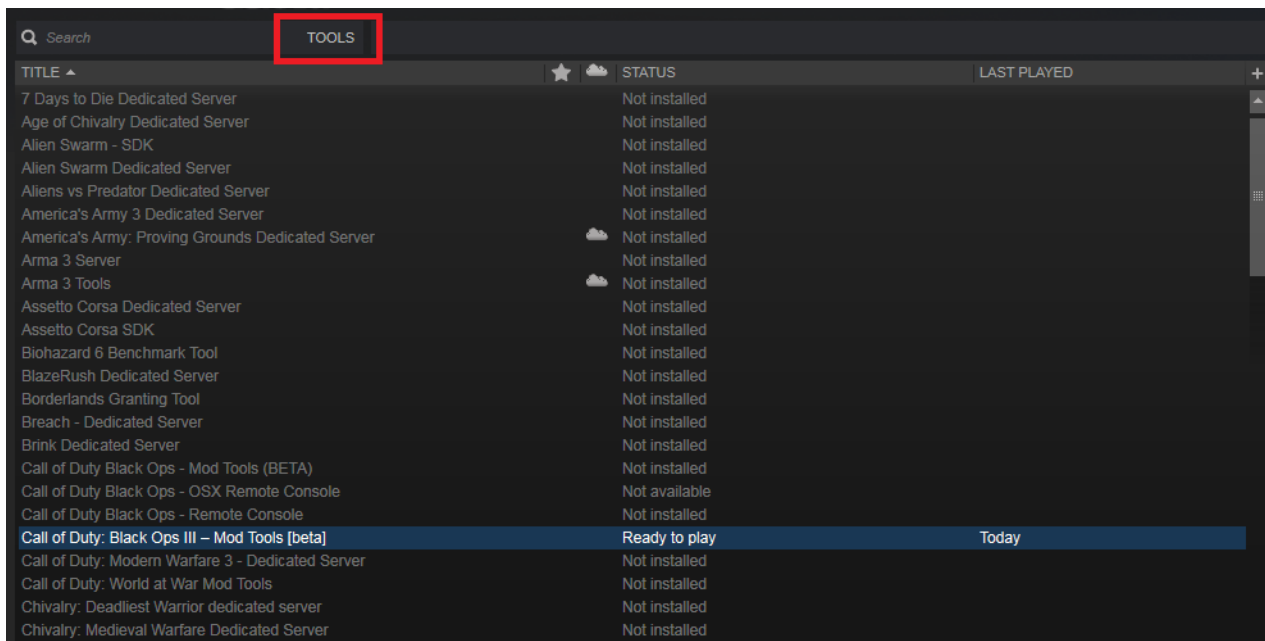 Search TOOLS
TITLE STATUS LAST PLAYED +
7 Days to Die Dedicated Server Not installed
Age of Chivalry Dedicated Server Not installed
Alien Swarm - SDK Not installed
Alien Swarm Dedicated Server Not installed
Aliens vs Predator Dedicated Server Not installed
America's Army 3 Dedicated Server Not installed
America's Army: Proving Grounds Dedicated Server Not installed
Arma 3 Server Not installed
Arma 3 Tools Not installed
Assetto Corsa Dedicated Server Not installed
Assetto Corsa SDK Not installed
Biohazard 6 Benchmark Tool Not installed
BlazeRush Dedicated Server Not installed
Borderlands Granting Tool Not installed
Breach - Dedicated Server Not installed
Brink Dedicated Server Not installed
Call of Duty Black Ops - Mod Tools (BETA) Not installed
Call of Duty Black Ops - OSX Remote Console Not available
Call of Duty Black Ops - Remote Console Not installed
Call of Duty: Black Ops III – Mod Tools [beta] Ready to play Today
Call of Duty: Modern Warfare 3 - Dedicated Server Not installed
Call of Duty: World at War Mod Tools Not installed
Chivalry: Deadliest Warrior dedicated server Not installed
Chivalry: Medieval Warfare Dedicated Server Not installed